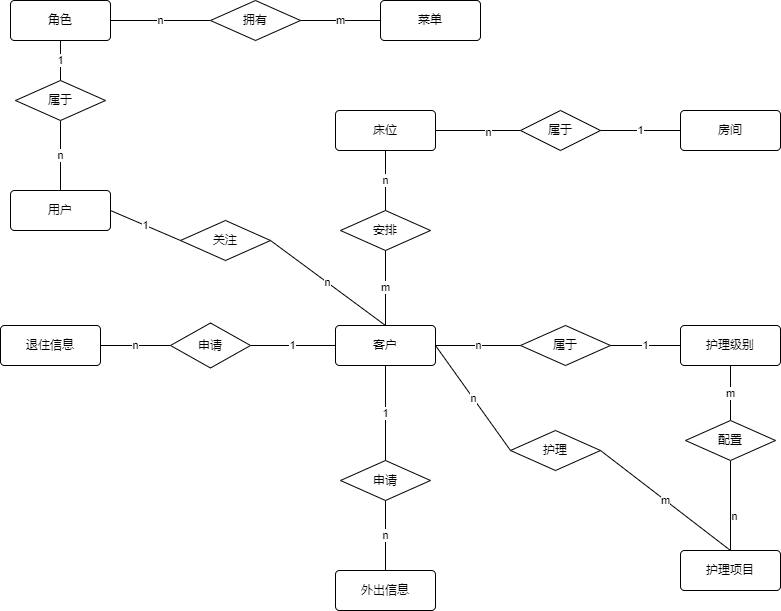 角色
n
拥有
m
菜单
1
属于
n
用户
床位
n
属于
1
房间
n
安排
m
1
关注
n
退住信息
n
申请
1
客户
n
属于
1
护理级别
n
护理
m
m
配置
n
护理项目
1
申请
n
外出信息